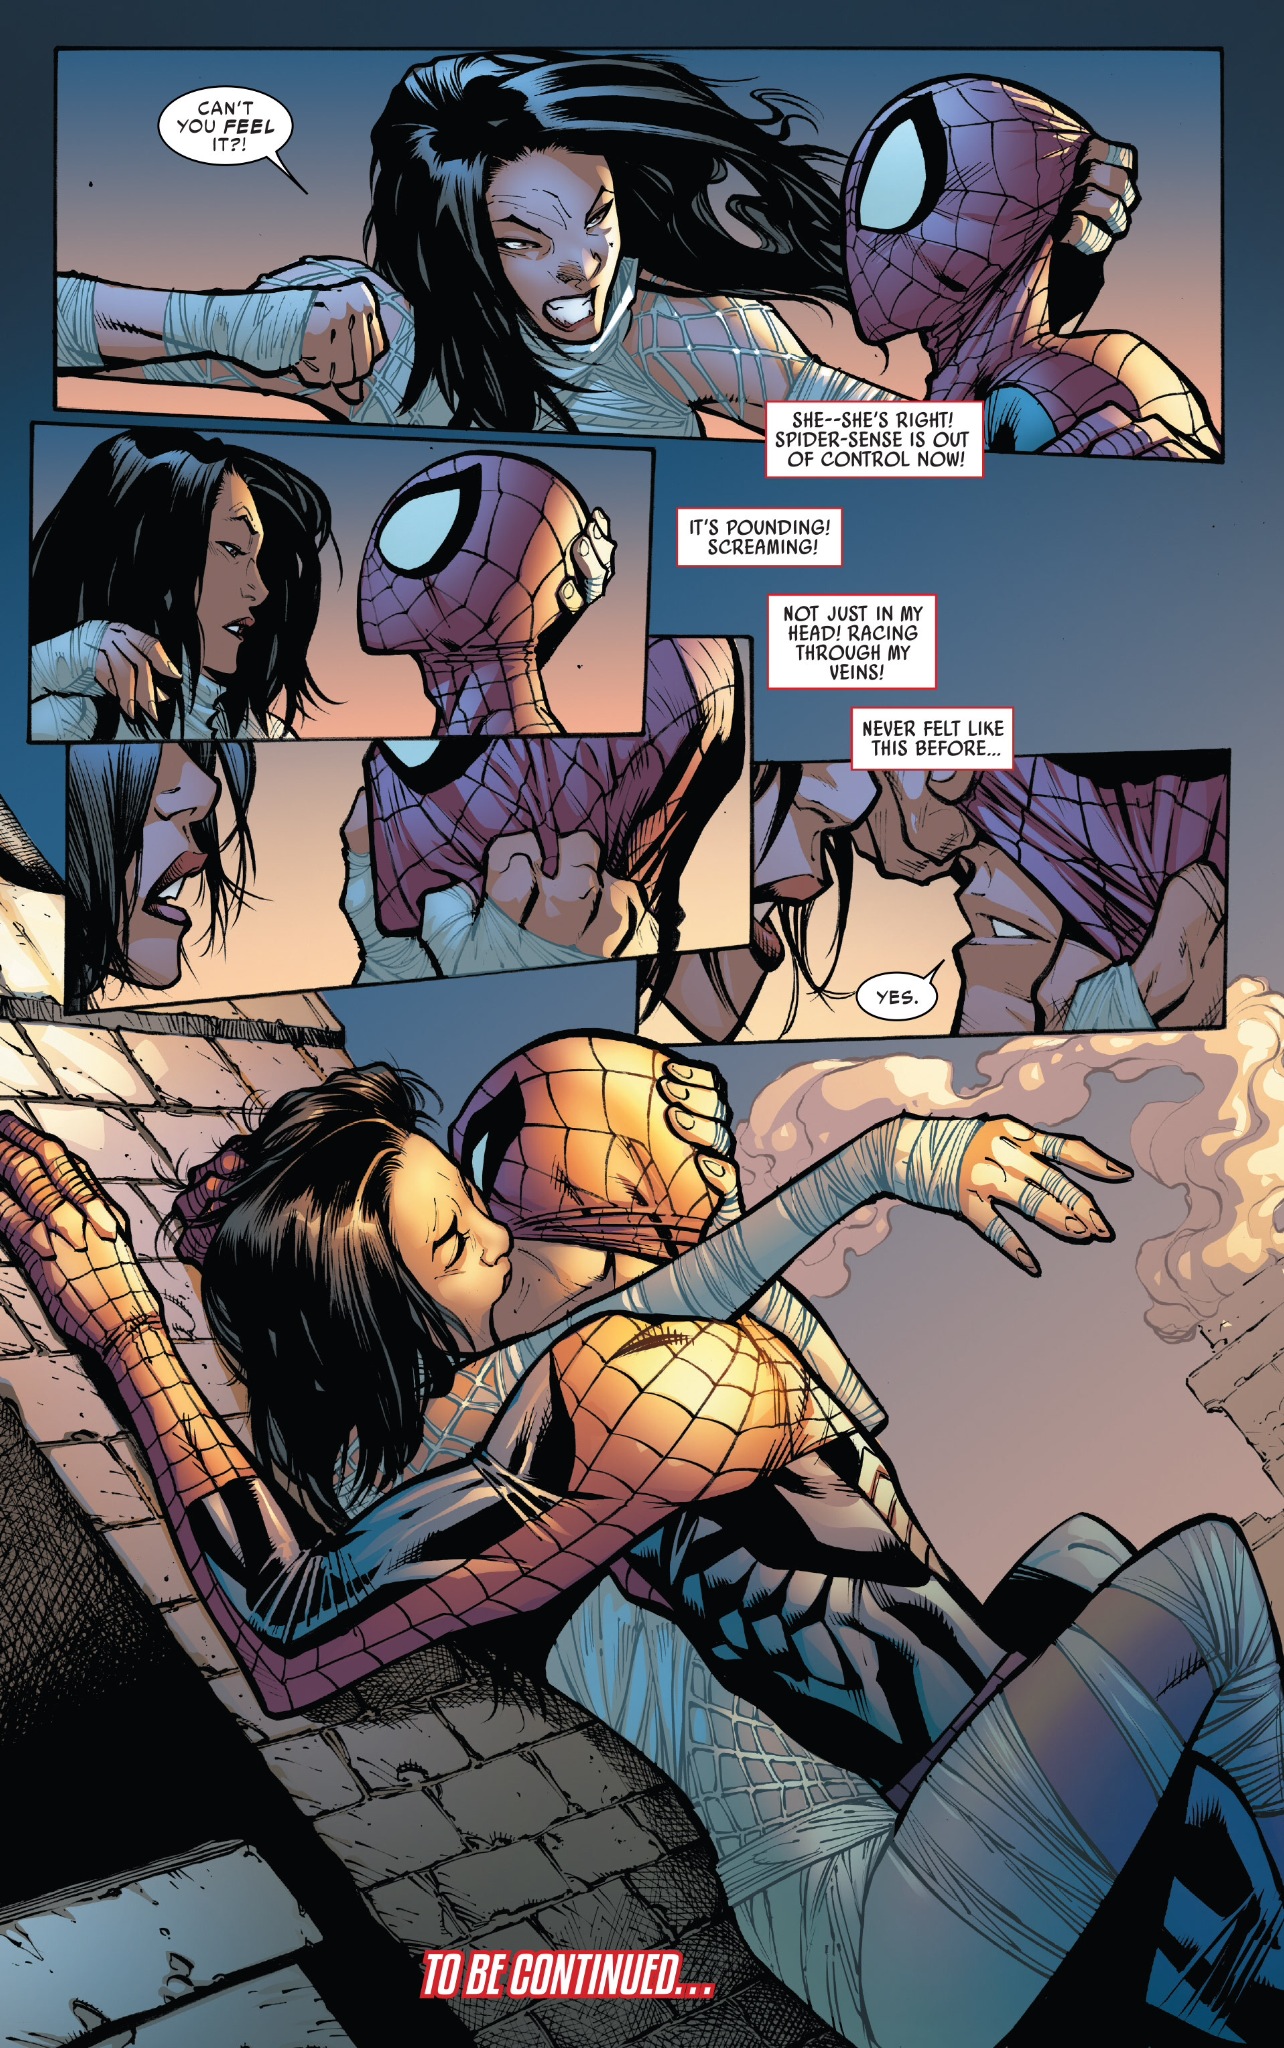 CAN'T
YOU FEEL
IT?!
SHE--SHE'S RIGHT!
SPIDER-SENSE IS OUT
OF CONTROL NOW!
IT'S POUNDING!
SCREAMING!
NOT JUST IN MY
HEAD! RACING
THROUGH MY
VEINS!
NEVER FELT LIKE
THIS BEFORE...
YES.
TO BE CONTINUED...